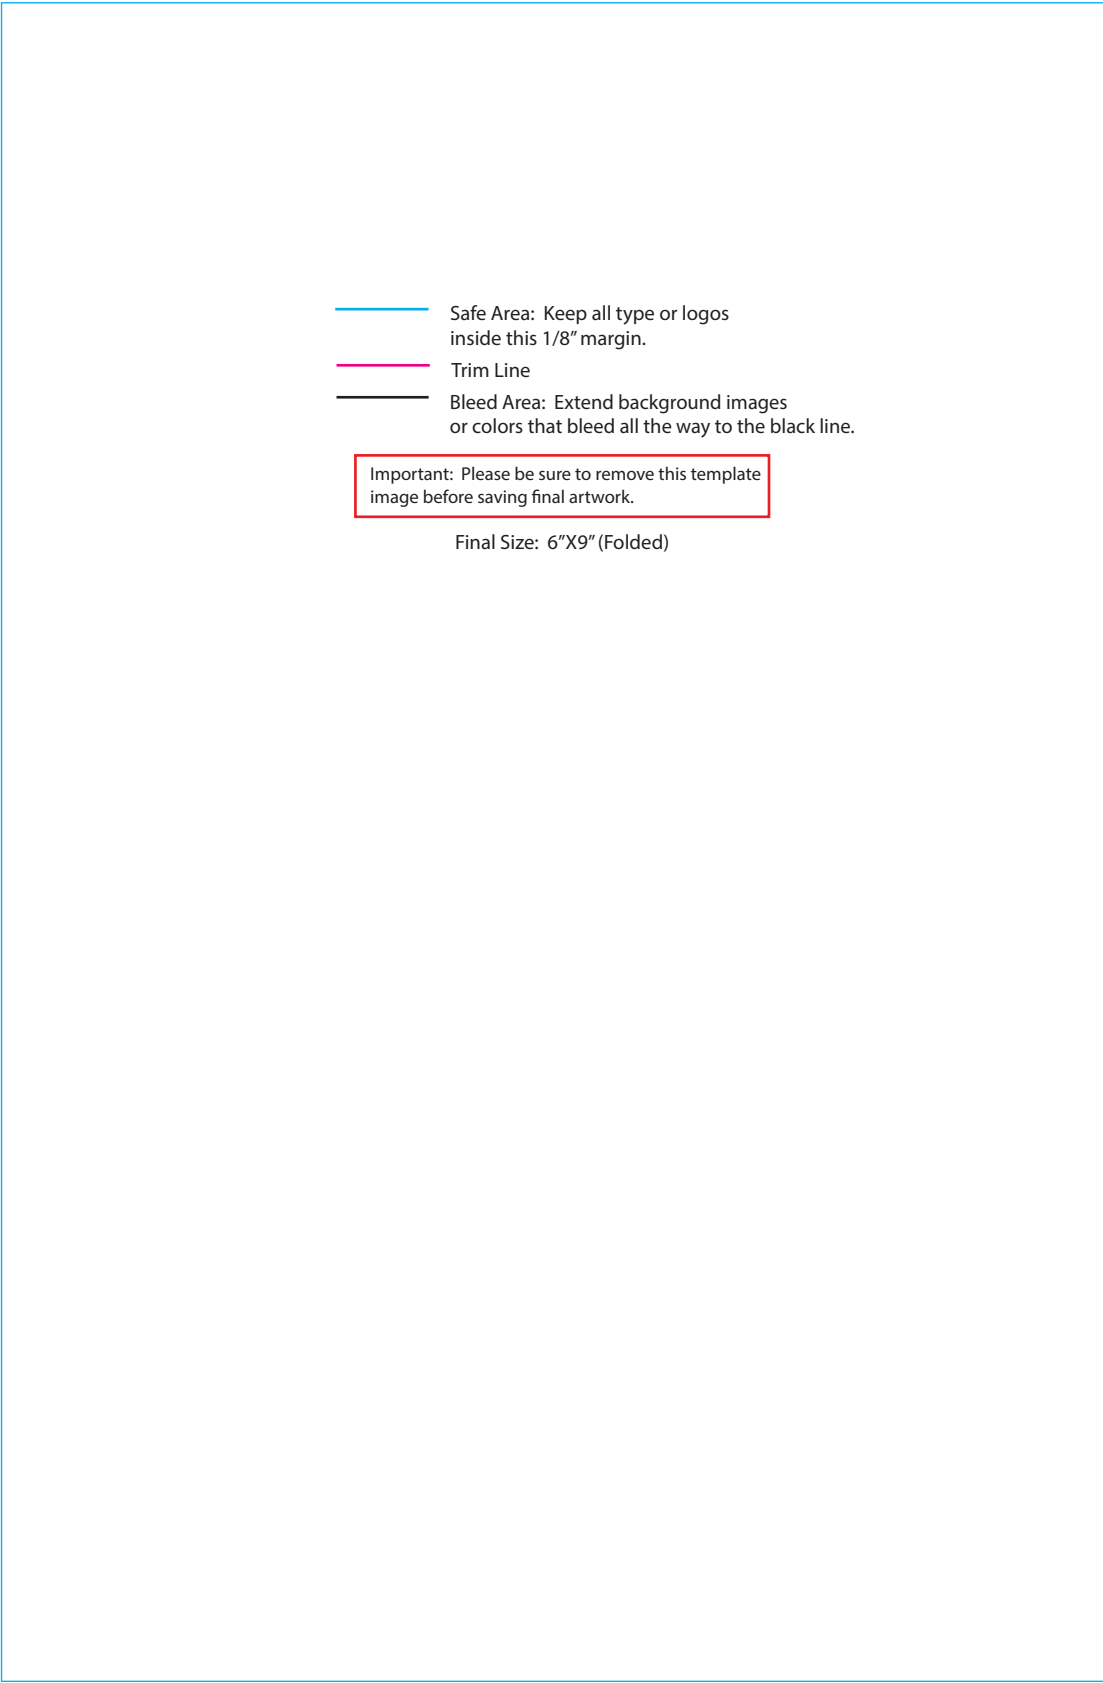 Safe Area:  Keep all type or logos
inside this 1/8” margin.
Trim Line
Bleed Area:  Extend background images
or colors that bleed all the way to the black line.
Important:  Please be sure to remove this template
image before saving final artwork.
Final Size:  6”X9” (Folded)